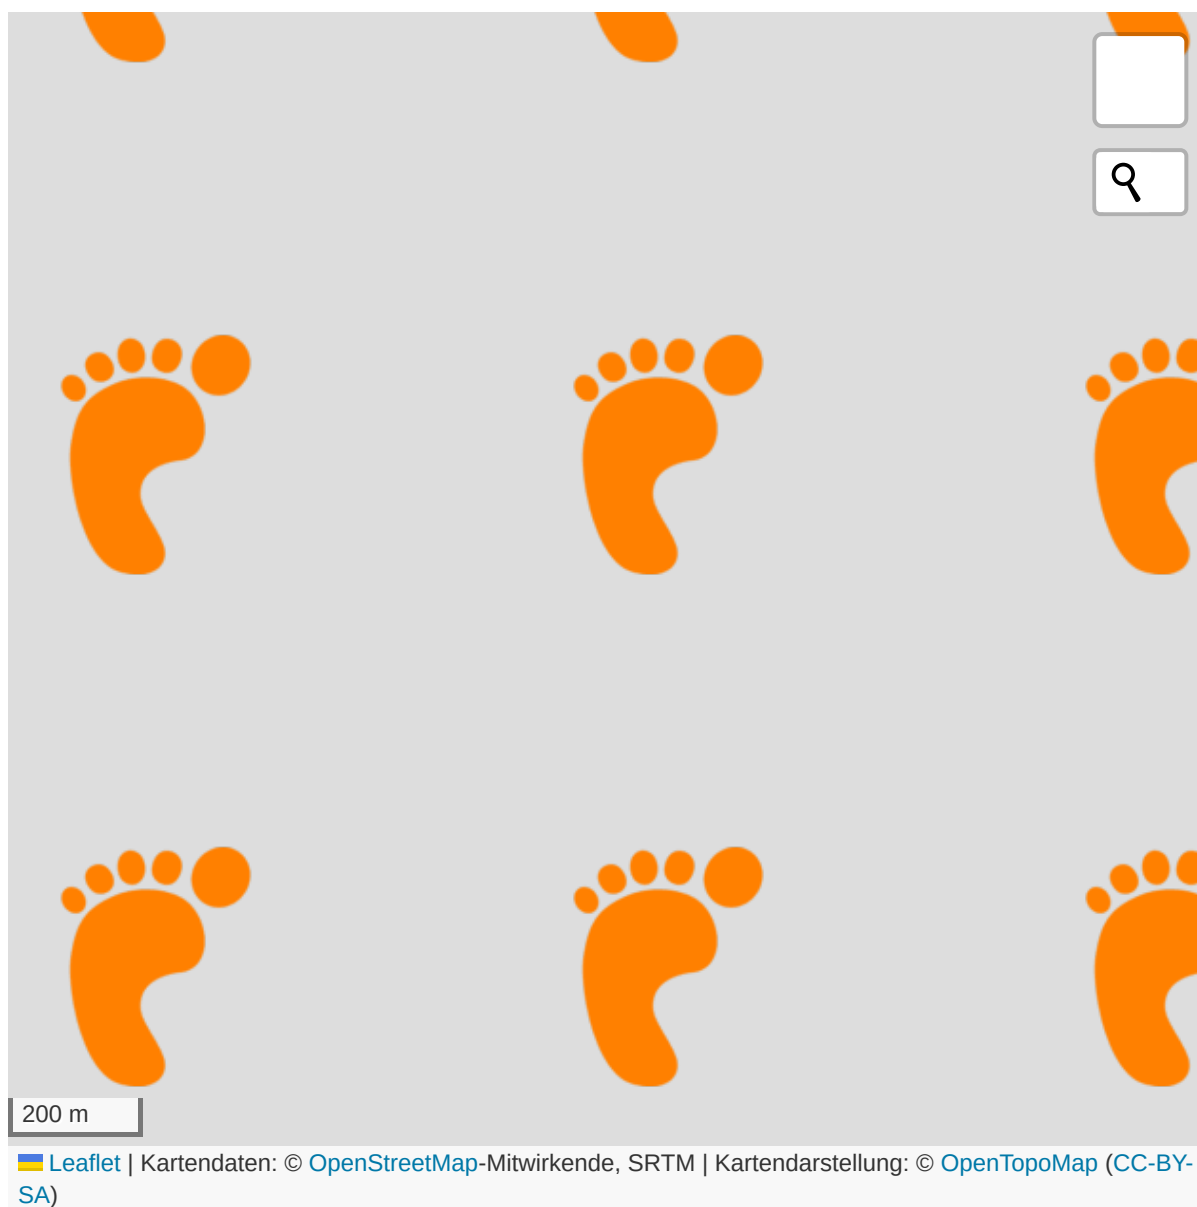 200 m
Leaflet | Kartendaten: © OpenStreetMap-Mitwirkende, SRTM | Kartendarstellung: © OpenTopoMap (CC-BY-
SA)